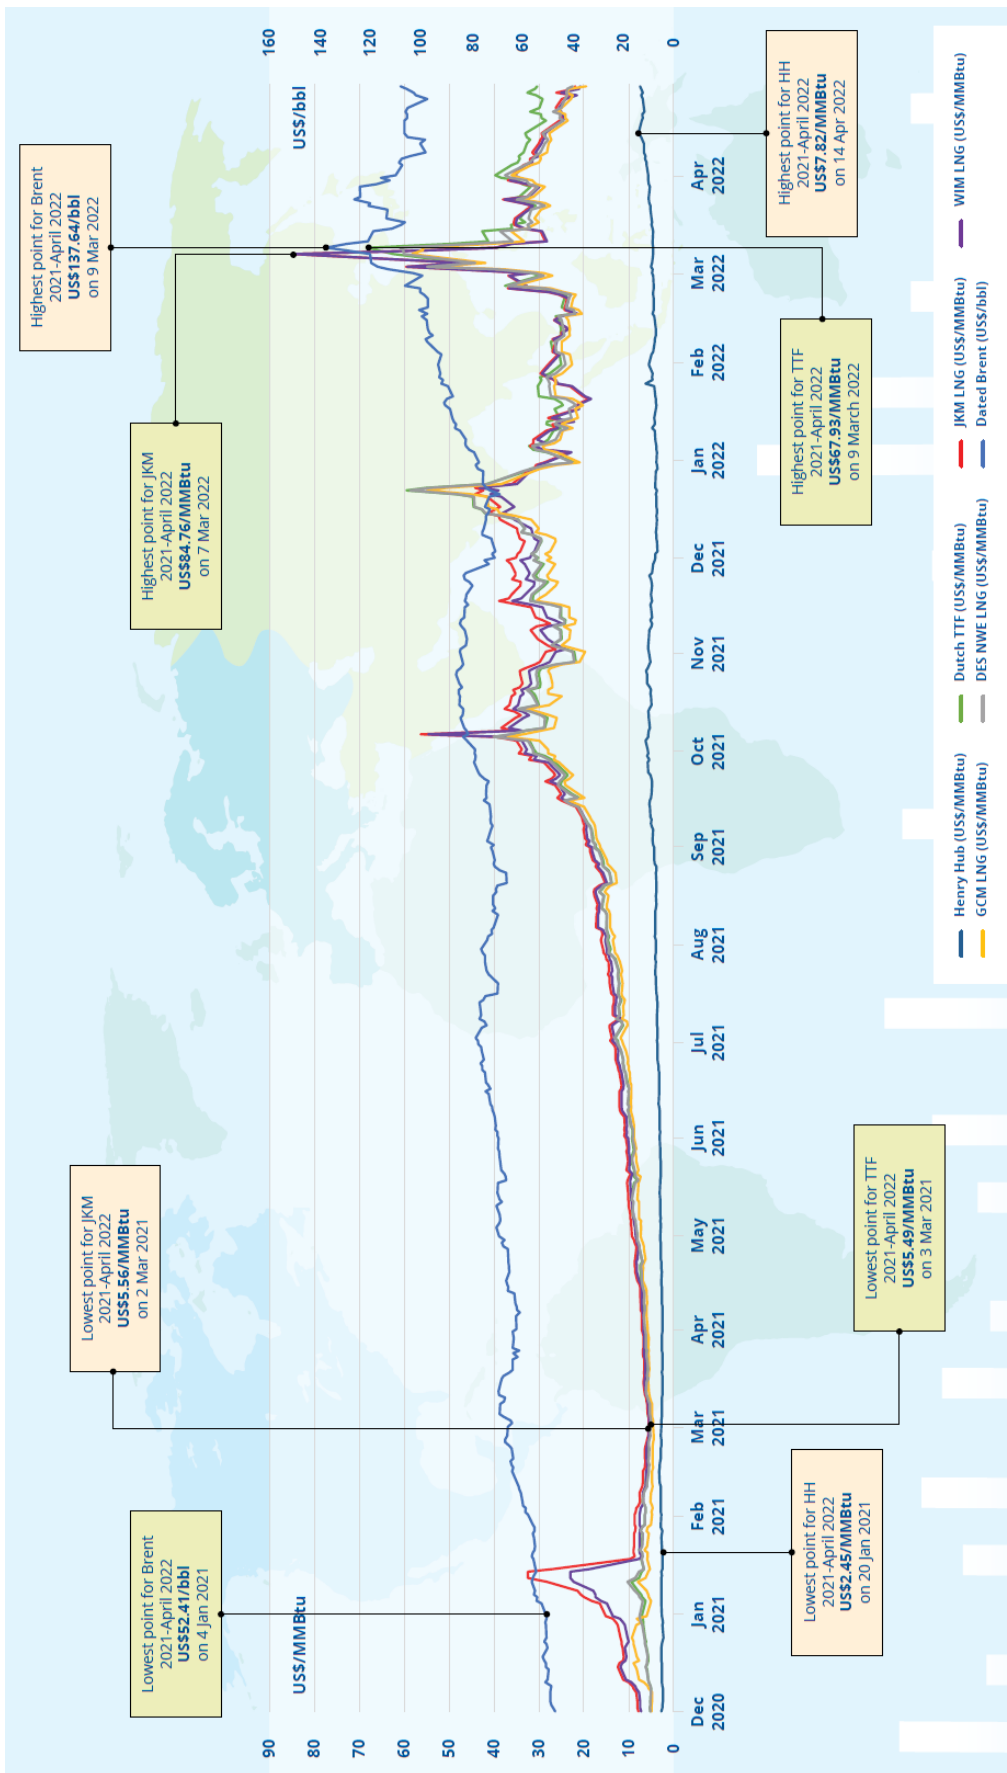 Lowest point for Brent
2021-April 2022
US$52.41/bbl
on 4 Jan 2021
Lowest point for JKM
2021-April 2022
US$5.56/MMBtu
on 2 Mar 2021
Highest point for JKM
2021-April 2022
US$84.76/MMBtu
on 7 Mar 2022
Highest point for Brent
2021-April 2022
US$137.64/bbl
on 9 Mar 2022
US$/MMBtu
US$/bbl
90
80
70
60
50
40
30
20
10
0
160
140
120
100
80
60
40
20
0
Dec
2020
Jan
2021
Feb
2021
Mar
2021
Apr
2021
May
2021
Jun
2021
Jul
2021
Aug
2021
Sep
2021
Oct
2021
Nov
2021
Dec
2021
Jan
2022
Feb
2022
Mar
2022
Apr
2022
Lowest point for HH
2021-April 2022
US$2.45/MMBtu
on 20 Jan 2021
Lowest point for TTF
2021-April 2022
US$5.49/MMBtu
on 3 Mar 2021
Highest point for TTF
2021-April 2022
US$67.93/MMBtu
on 9 March 2022
Highest point for HH
2021-April 2022
US$7.82/MMBtu
on 14 Apr 2022
Henry Hub (US$/MMBtu)
Dutch TTF (US$/MMBtu)
JKM LNG (US$/MMBtu)
WIM LNG (US$/MMBtu)
GCM LNG (US$/MMBtu)
DES NWE LNG (US$/MMBtu)
Dated Brent (US$/bbl)